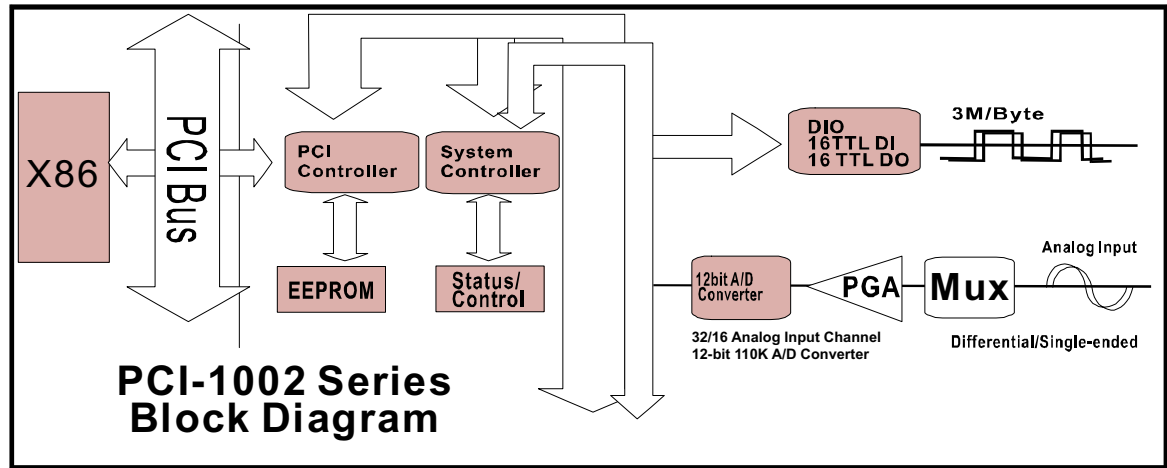 X86
PCI Bus
PCI
Controller
System
Controller
EEPROM
Status/
Control
DIO
16TTL DI
16 TTL DO
3M/Byte
12bit A/D
Converter
PGA
Mux
Analog Input
32/16 Analog Input Channel
12-bit 110K A/D Converter
Differential/Single-ended
PCI-1002 Series
Block Diagram